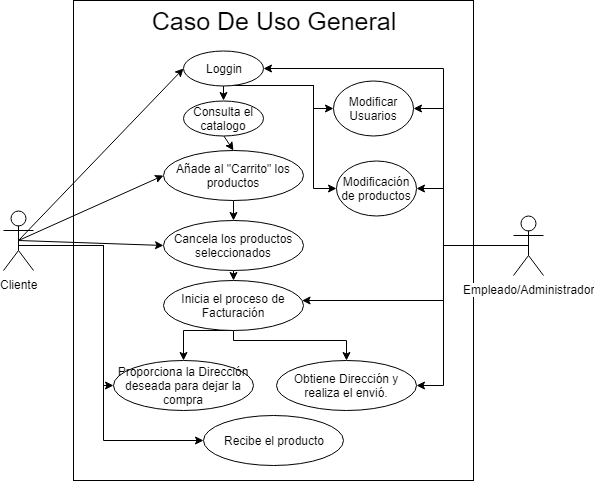 Caso De Uso General
Loggin
Consulta el
catalogo
Modificar
Usuarios
Añade al "Carrito" los
productos
Modificación
de productos
Cancela los productos
seleccionados
Cliente
Empleado/Administrador
Inicia el proceso de
Facturación
Proporciona la Dirección
deseada para dejar la
compra
Obtiene Dirección y
realiza el envió.
Recibe el producto